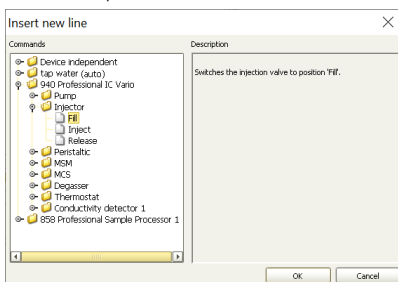 Insert new line
Commands
Description
Device independent
tap water (auto)
940 Professional IC Vario
Pump
Injector
Fill
Inject
Release
Peristaltic
MSM
MCS
Degasser
Thermostat
Conductivity detector 1
858 Professional Sample Processor 1
Switches the injection valve to position 'Fill'.
OK
Cancel